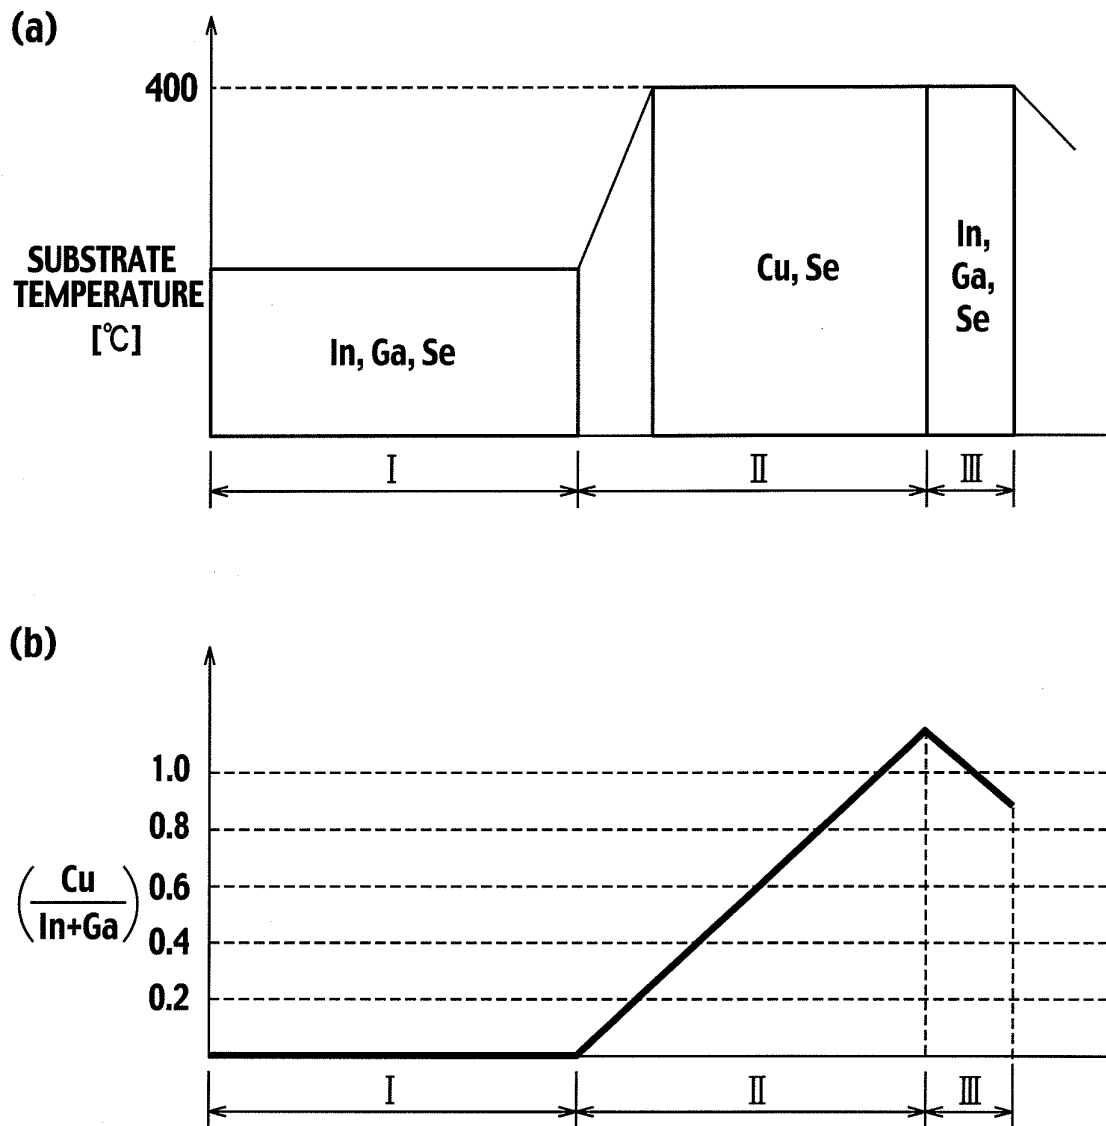 (a)
400
SUBSTRATE
TEMPERATURE
[℃]
In, Ga, Se
Cu, Se
In,
Ga,
Se
Ⅰ
Ⅱ
Ⅲ
(b)
1.0
0.8
0.6
0.4
0.2
(Cu
In+Ga)
Ⅰ
Ⅱ
Ⅲ